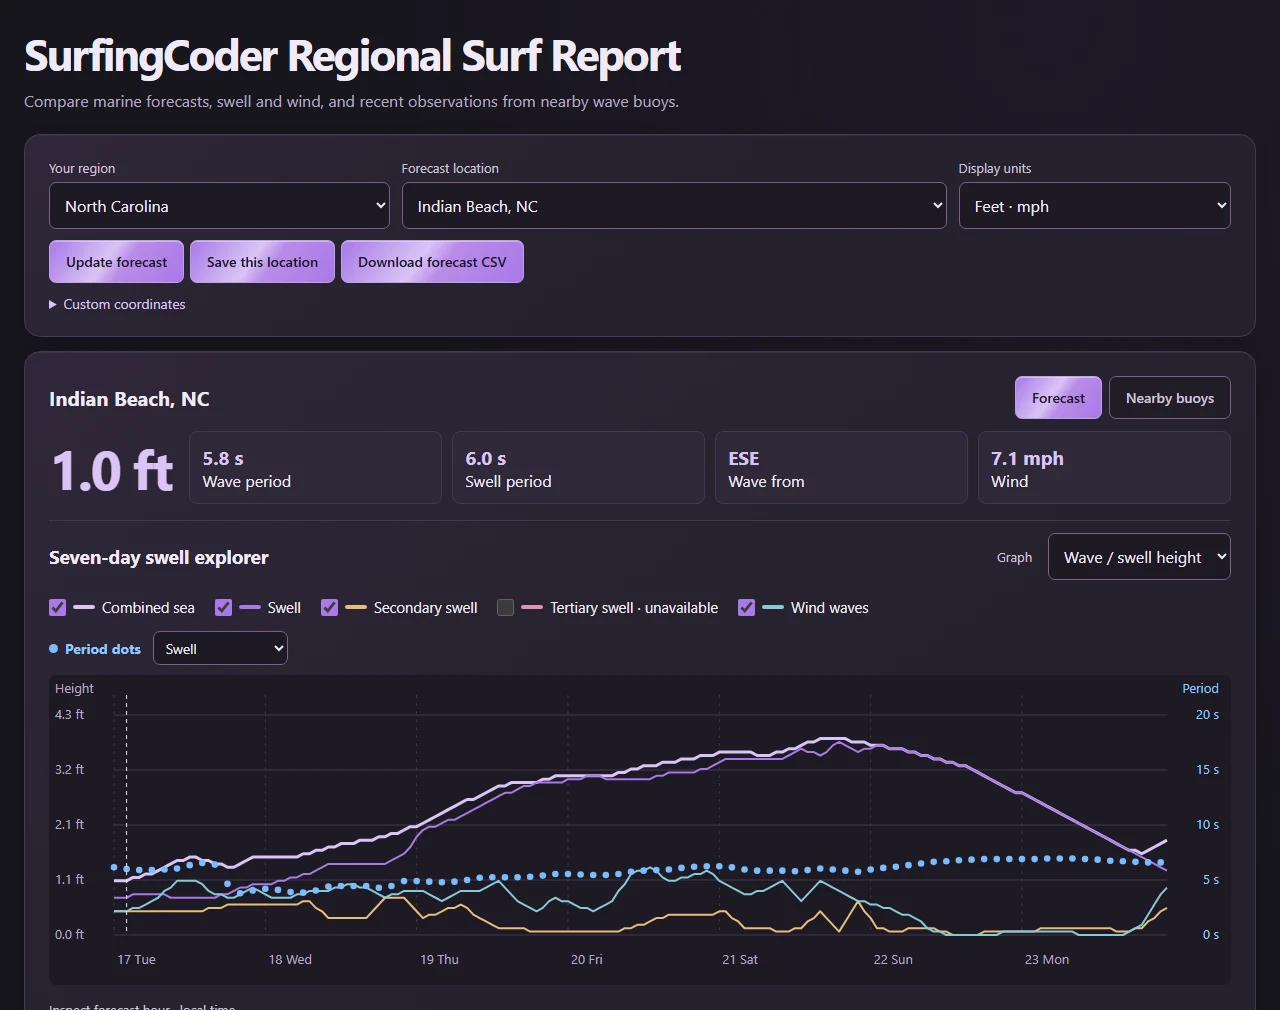 SurfingCoder Regional Surf Report
Compare marine forecasts, swell and wind, and recent observations from nearby wave buoys.
Your region
Forecast location
Display units
North Carolina
Indian Beach, NC
Feet · mph
Update forecast
Save this location
Download forecast CSV
Custom coordinates
Indian Beach, NC
Forecast
Nearby buoys
1.0 ft
5.8 s
Wave period
6.0 s
Swell period
ESE
Wave from
7.1 mph
Wind
Seven-day swell explorer
Graph
Wave / swell height
Combined sea
Swell
Secondary swell
Tertiary swell · unavailable
Wind waves
Period dots
Swell
Height
Period
4.3 ft
20 s
3.2 ft
15 s
2.1 ft
10 s
1.1 ft
5 s
0.0 ft
0 s
17 Tue
18 Wed
19 Thu
20 Fri
21 Sat
22 Sun
23 Mon
Inspect forecast hour · local time